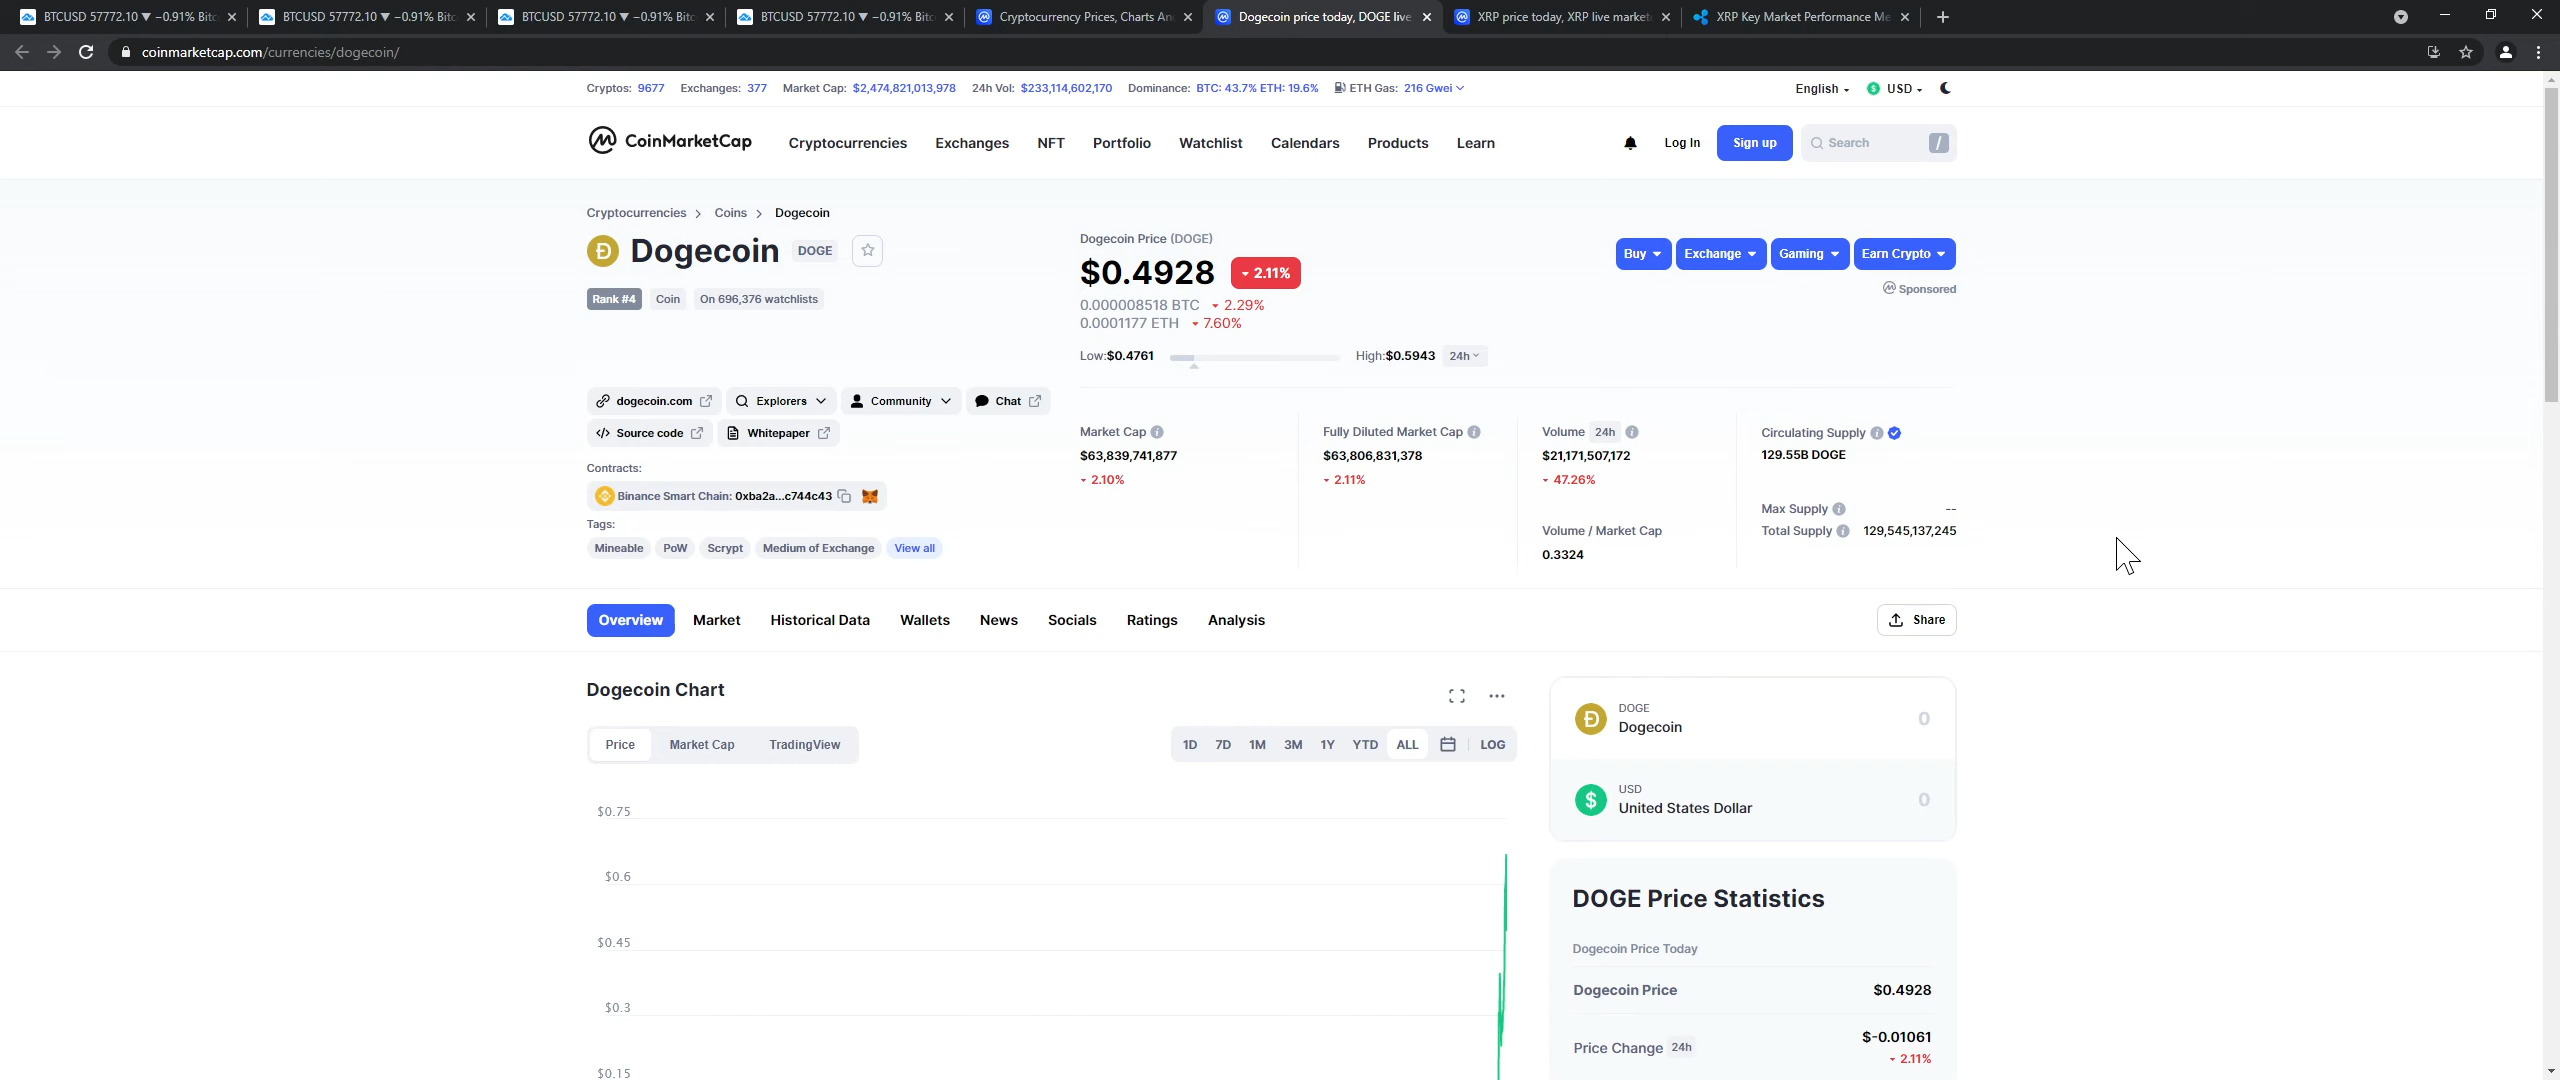 BTCUSD 57772.10 ▼ −0.91% Bitc
BTCUSD 57772.10 ▼ −0.91% Bitc
BTCUSD 57772.10 ▼ −0.91% Bitc
BTCUSD 57772.10 ▼ −0.91% Bitc
Cryptocurrency Prices, Charts An
Dogecoin price today, DOGE live
XRP price today, XRP live market
XRP Key Market Performance Me
coinmarketcap.com/currencies/dogecoin/
Cryptos: 9677 Exchanges: 377 Market Cap: $2,474,821,013,978 24h Vol: $233,114,602,170 Dominance: BTC: 43.7% ETH: 19.6% ETH Gas: 216 Gwei
English USD
CoinMarketCap Cryptocurrencies Exchanges NFT Portfolio Watchlist Calendars Products Learn
Log In Sign up Search /
Cryptocurrencies > Coins > Dogecoin
Dogecoin DOGE
Rank #4 Coin On 696,376 watchlists
Dogecoin Price (DOGE)
$0.4928 2.11%
0.000008518 BTC 2.29%
0.0001177 ETH 7.60%
Low:$0.4761 High:$0.5943 24h
Buy Exchange Gaming Earn Crypto
Sponsored
dogecoin.com Explorers Community Chat
Source code Whitepaper
Contracts:
Binance Smart Chain: 0xba2a...c744c43
Tags:
Mineable PoW Scrypt Medium of Exchange View all
Market Cap
$63,839,741,877
2.10%
Fully Diluted Market Cap
$63,806,831,378
2.11%
Volume 24h
$21,171,507,172
47.26%
Volume / Market Cap
0.3324
Circulating Supply
129.55B DOGE
Max Supply --
Total Supply 129,545,137,245
Overview Market Historical Data Wallets News Socials Ratings Analysis
Share
Dogecoin Chart
Price Market Cap TradingView
1D 7D 1M 3M 1Y YTD ALL LOG
$0.75
$0.6
$0.45
$0.3
$0.15
DOGE
Dogecoin 0
USD
United States Dollar 0
DOGE Price Statistics
Dogecoin Price Today
Dogecoin Price $0.4928
Price Change 24h $-0.01061
2.11%